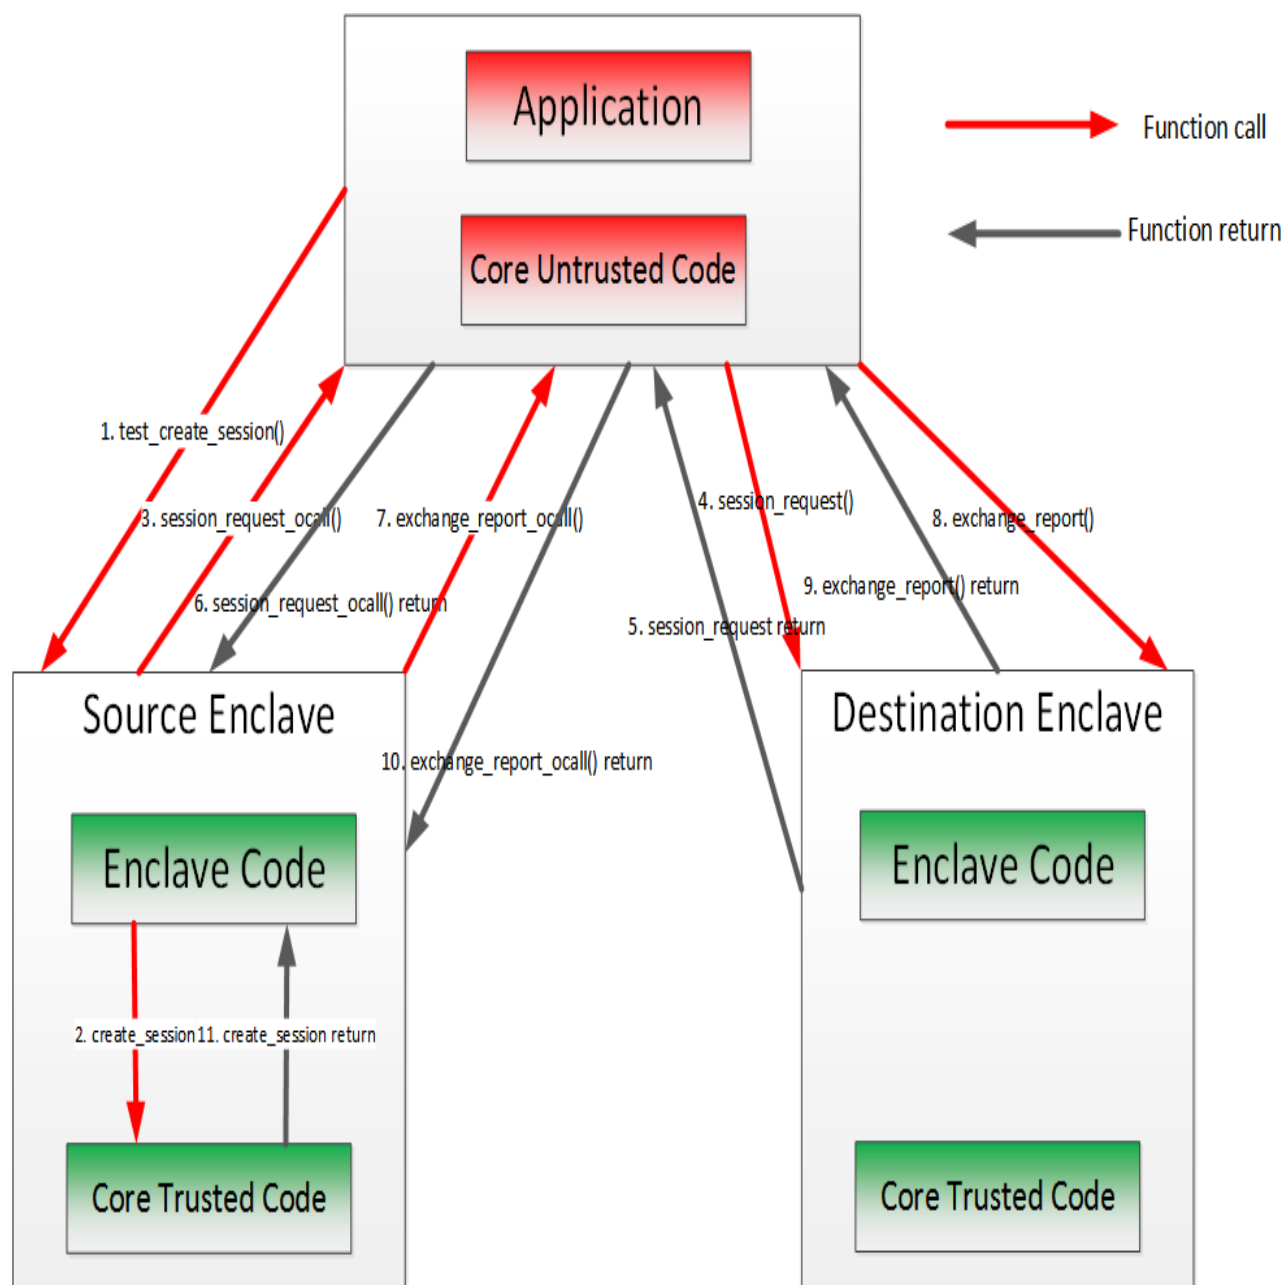 Application
Function call
Function return
Core Untrusted Code
1. test_create_session()
3. session_request_ocall()
7. exchange_report_ocall()
4. session_request()
8. exchange_report()
6. session_request_ocall() return
9. exchange_report() return
5. session_request return
Source Enclave
Destination Enclave
10. exchange_report_ocall() return
Enclave Code
Enclave Code
2. create_session
11. create_session return
Core Trusted Code
Core Trusted Code